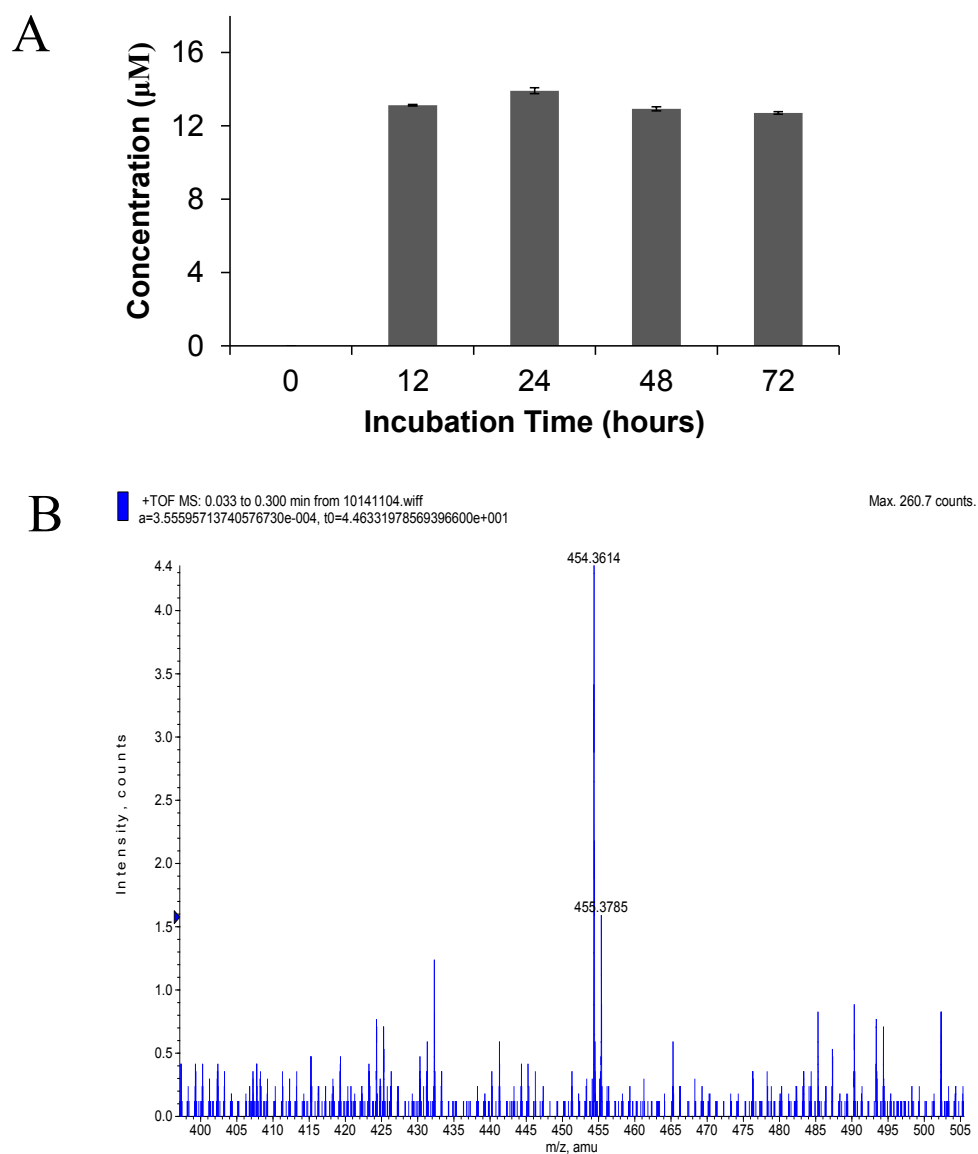 A
Concentration (µM)
16
12
8
4
0
0 12 24 48 72
Incubation Time (hours)
B
+TOF MS: 0.033 to 0.300 min from 10141104.wiff
a=3.55595713740576730e-004, t0=4.46331978569396600e+001
Max. 260.7 counts.
Intensity, counts
454.3614
455.3785
4.4
4.0
3.5
3.0
2.5
2.0
1.5
1.0
0.5
0.0
400 405 410 415 420 425 430 435 440 445 450 455 460 465 470 475 480 485 490 495 500 505
m/z, amu